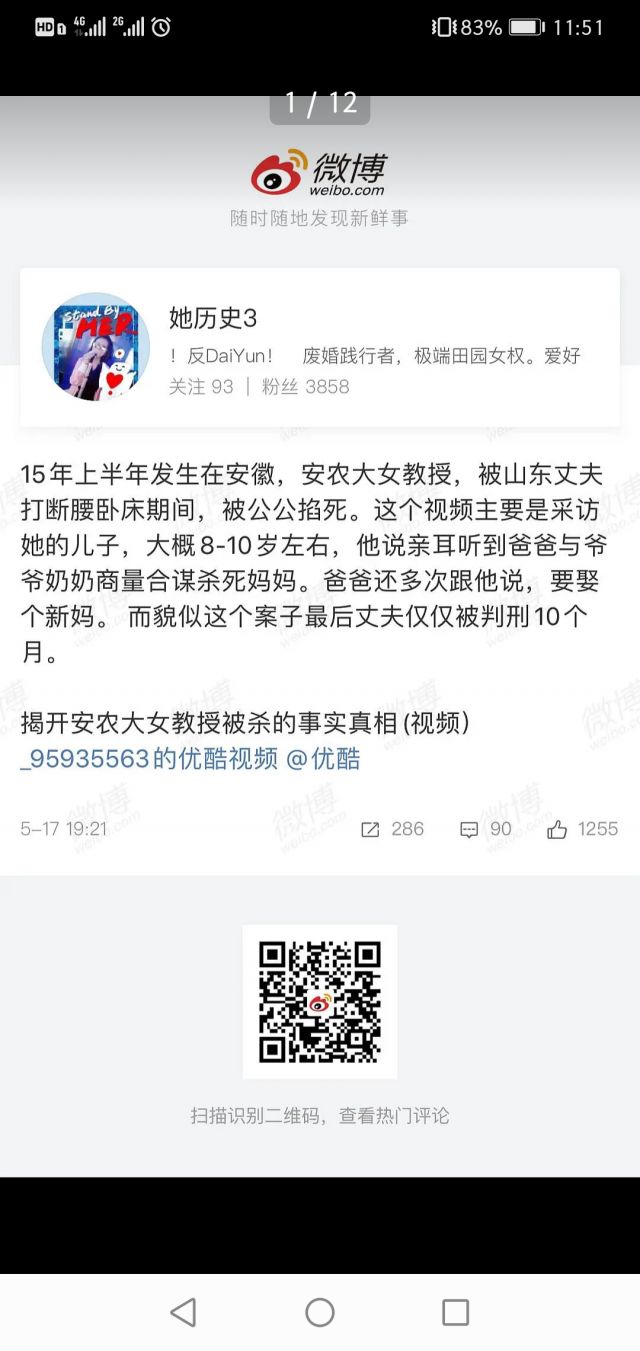 HD 1 4G 2G 83% 11:51
1 / 12
微博
weibo.com
随时随地发现新鲜事
Stand By
HER
她历史3
！反DaiYun！ 废婚践行者，极端田园女权。爱好
关注 93 | 粉丝 3858
15年上半年发生在安徽，安农大女教授，被山东丈夫
打断腰卧床期间，被公公掐死。这个视频主要是采访
她的儿子，大概8-10岁左右，他说亲耳听到爸爸与爷
爷奶奶商量合谋杀死妈妈。爸爸还多次跟他说，要娶
个新妈。 而貌似这个案子最后丈夫仅仅被判刑10个
月。
揭开安农大女教授被杀的事实真相(视频）
_95935563的优酷视频 @优酷
5-17 19:21 286 90 1255
扫描识别二维码，查看热门评论